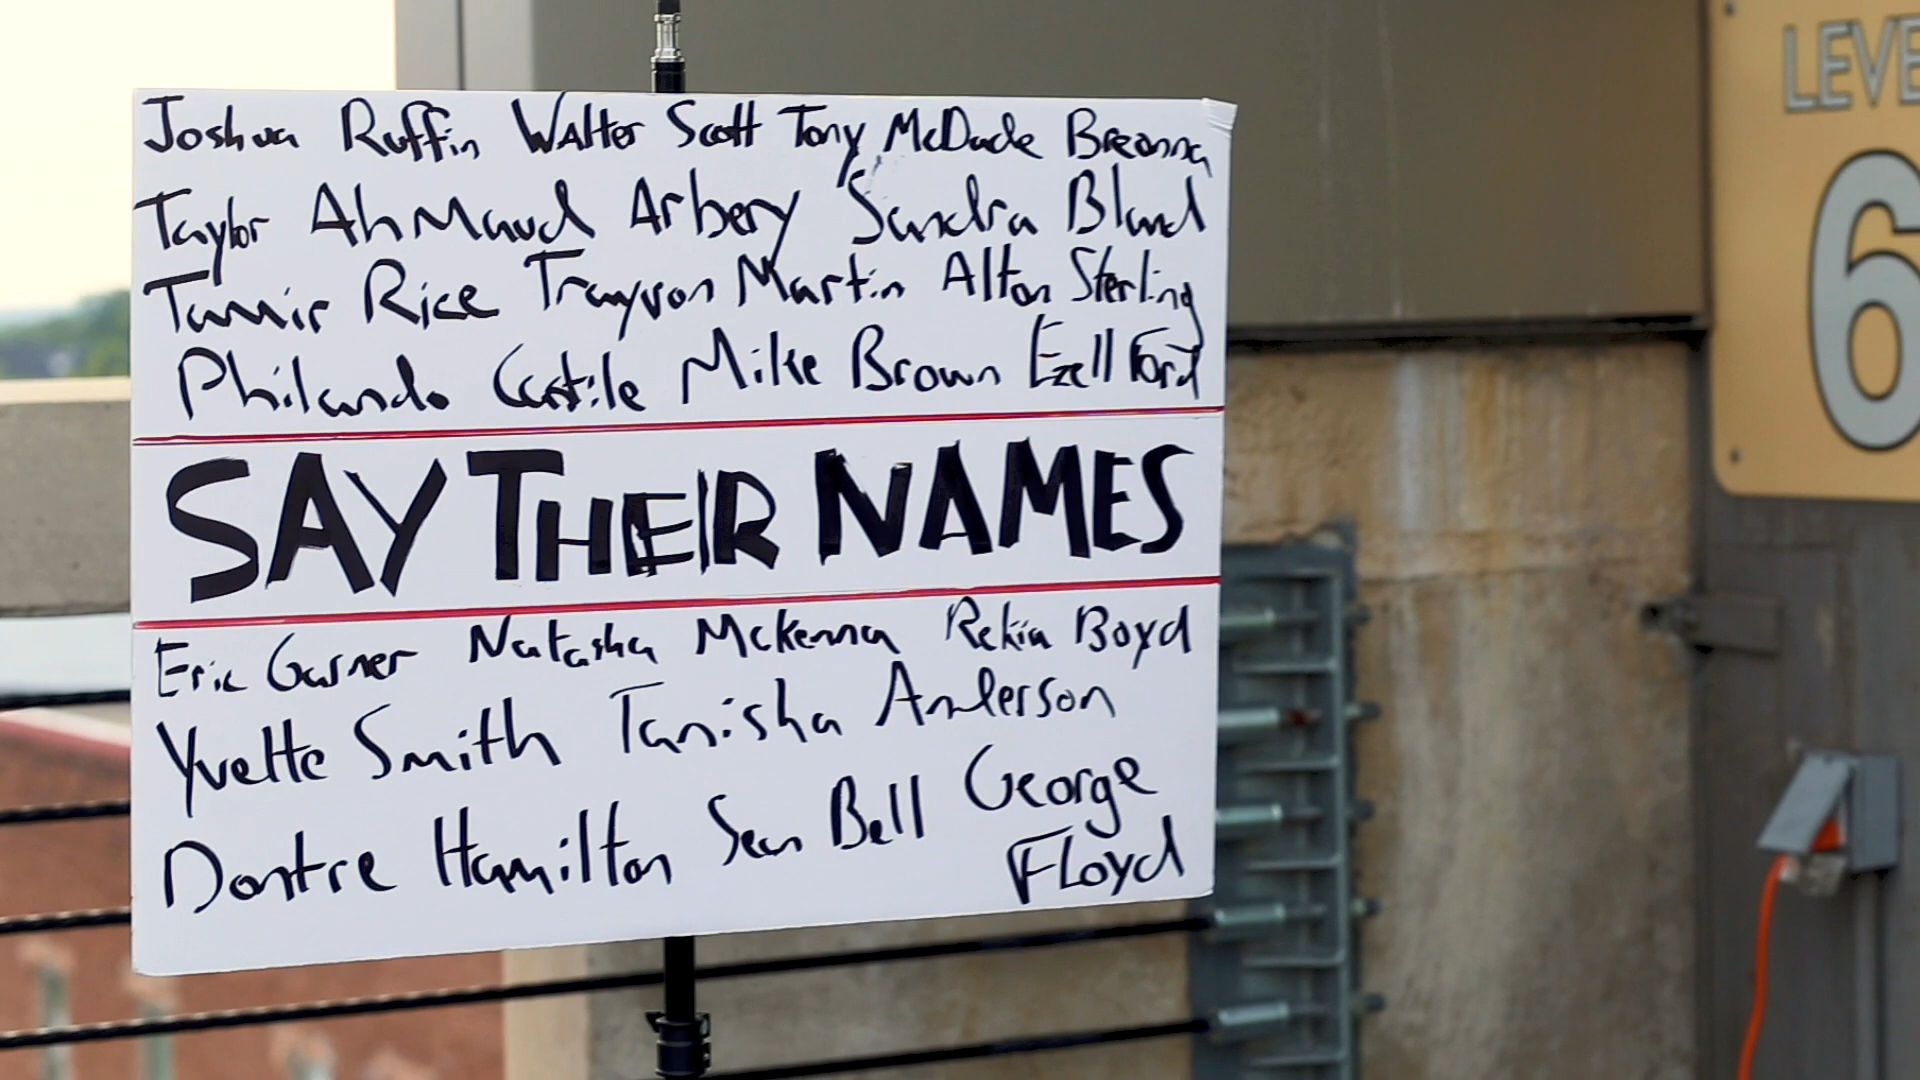 Joshua Ruffin Walter Scott Tony McDade Breonna
Taylor Ahmaud Arbery Sandra Bland
Tamir Rice Trayvon Martin Alton Sterling
Philando Castile Mike Brown Ezell Ford
SAY THEIR NAMES
Eric Garner Natasha Mckenna Rekia Boyd
Yvette Smith Tanisha Anderson
Dontre Hamilton Sean Bell George
Floyd
LEVE
6